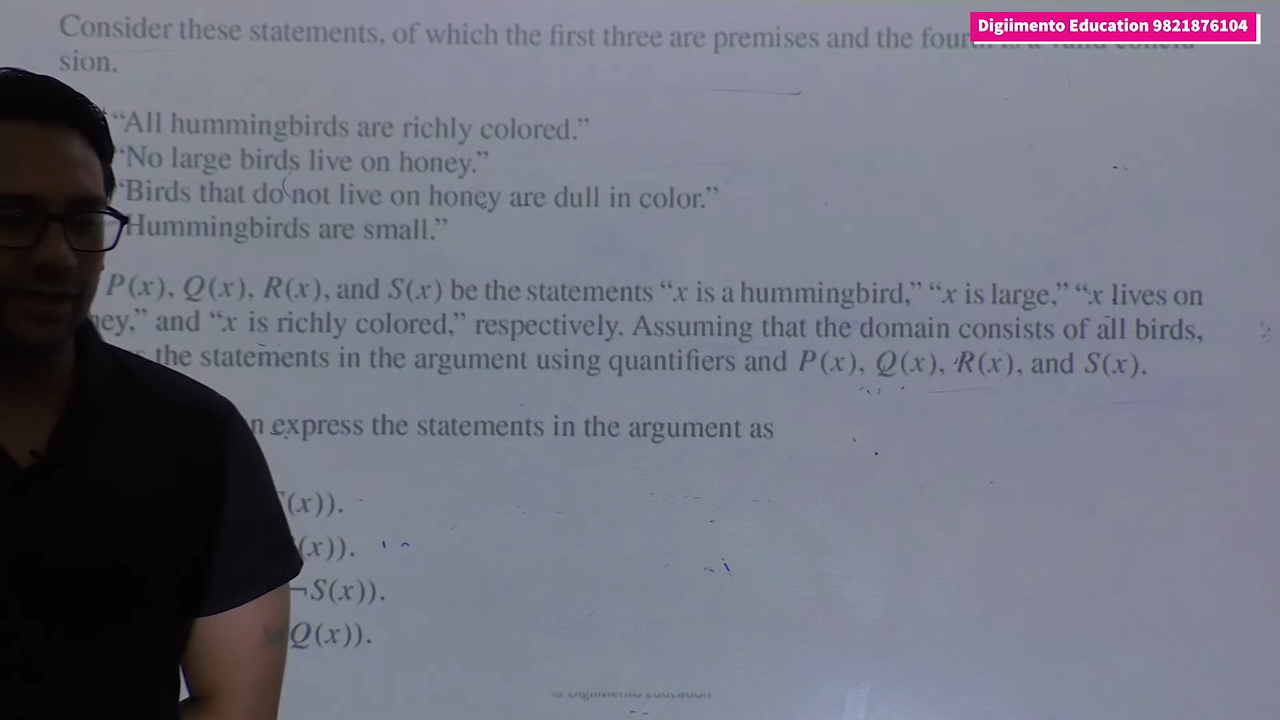 Digiimento Education 9821876104
Consider these statements, of which the first three are premises and the
sion.
“All hummingbirds are richly colored.”
“No large birds live on honey.”
“Birds that do not live on honey are dull in color.”
Hummingbirds are small.”
P(x), Q(x), R(x), and S(x) be the statements “x is a hummingbird,” “x is large,” “x lives on
ey,” and “x is richly colored,” respectively. Assuming that the domain consists of all birds,
the statements in the argument using quantifiers and P(x), Q(x), R(x), and S(x).
n express the statements in the argument as
(x)).
(x)).
¬S(x)).
Q(x)).